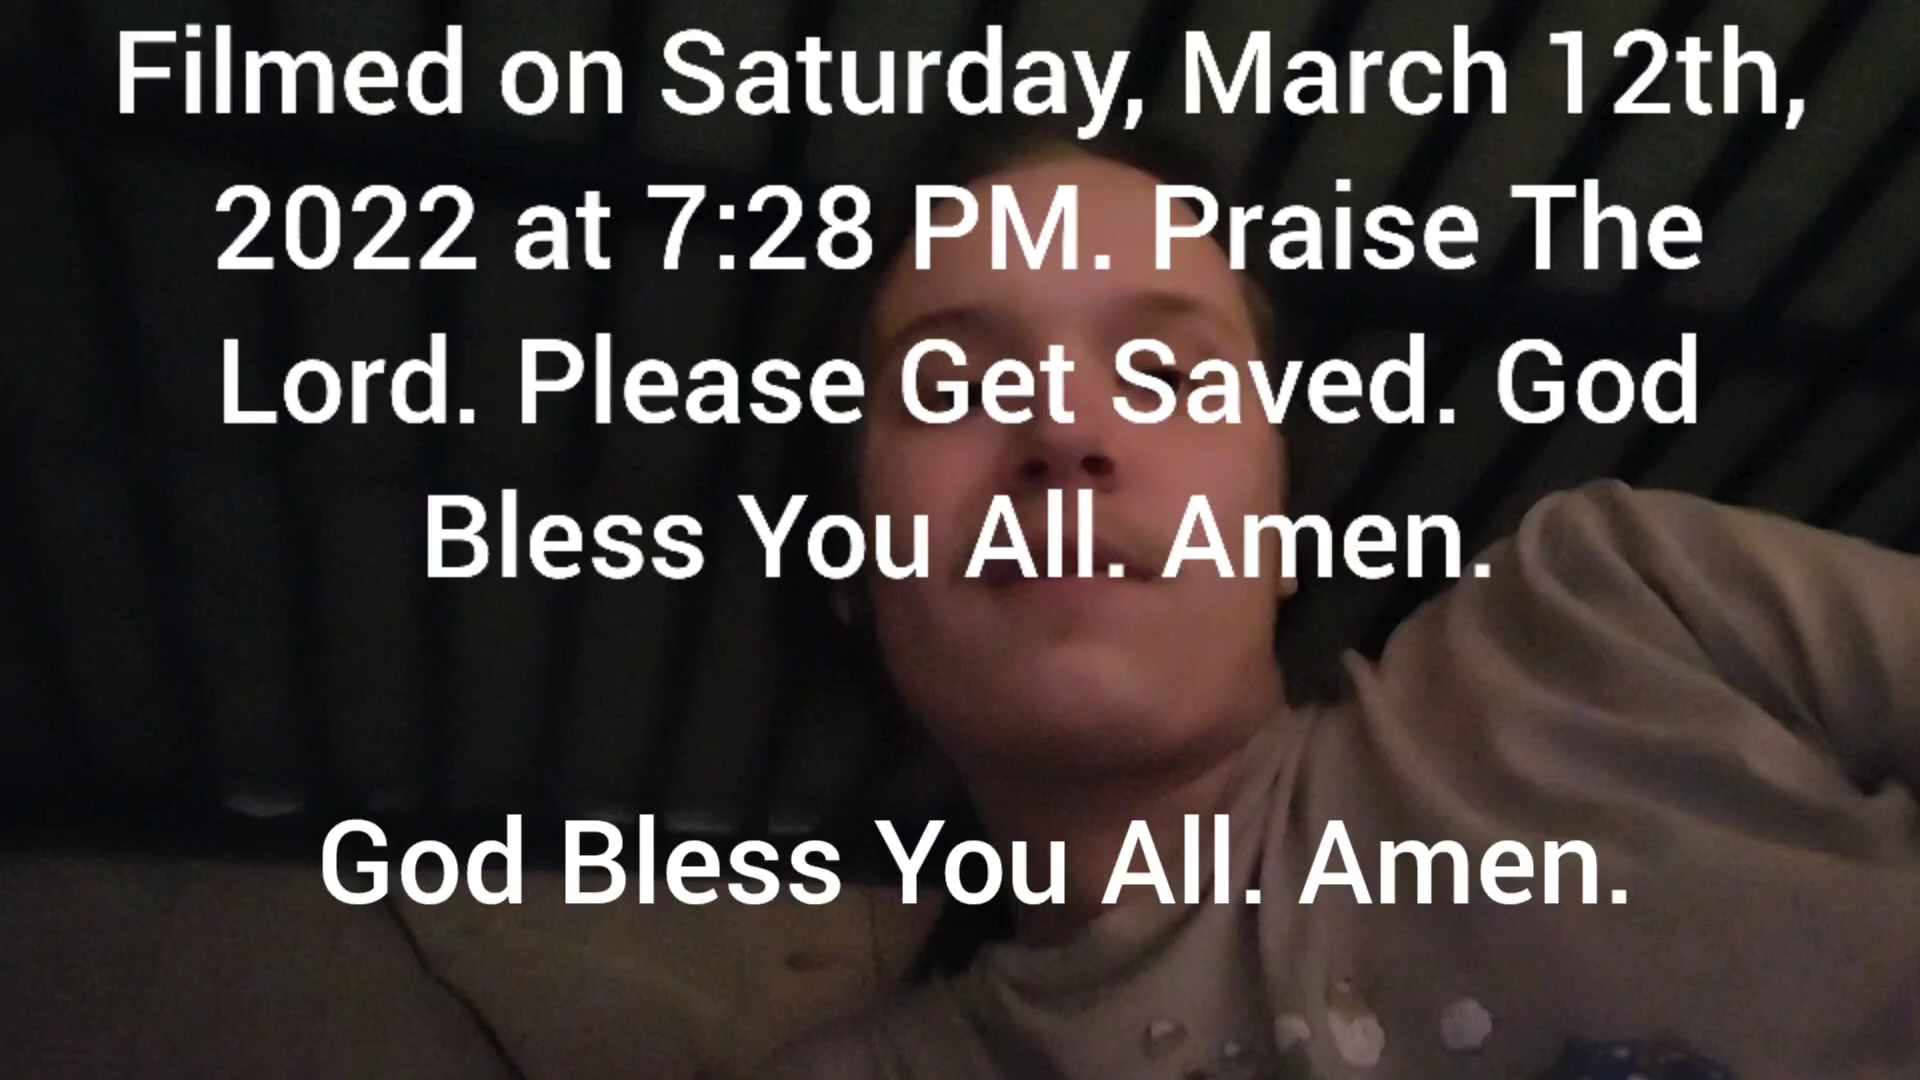 Filmed on Saturday, March 12th,
2022 at 7:28 PM. Praise The
Lord. Please Get Saved. God
Bless You All. Amen.
God Bless You All. Amen.